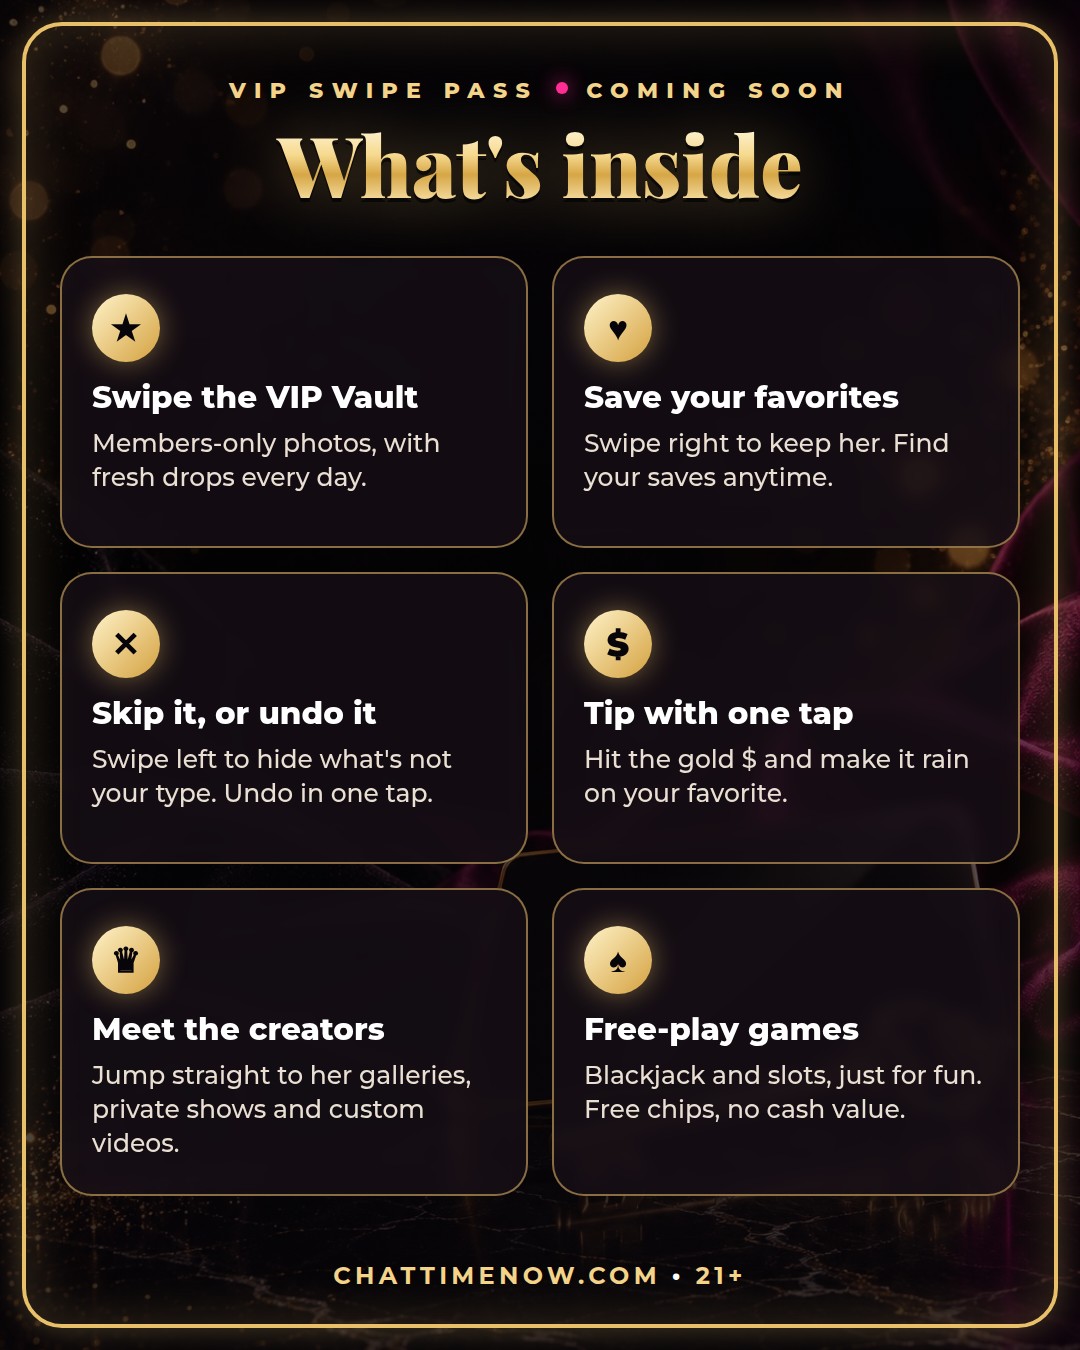 VIP SWIPE PASS • COMING SOON
What's inside
★
Swipe the VIP Vault
Members-only photos, with
fresh drops every day.
♥
Save your favorites
Swipe right to keep her. Find
your saves anytime.
✕
Skip it, or undo it
Swipe left to hide what's not
your type. Undo in one tap.
$
Tip with one tap
Hit the gold $ and make it rain
on your favorite.
♛
Meet the creators
Jump straight to her galleries,
private shows and custom
videos.
♠
Free-play games
Blackjack and slots, just for fun.
Free chips, no cash value.
CHATTIMENOW.COM • 21+